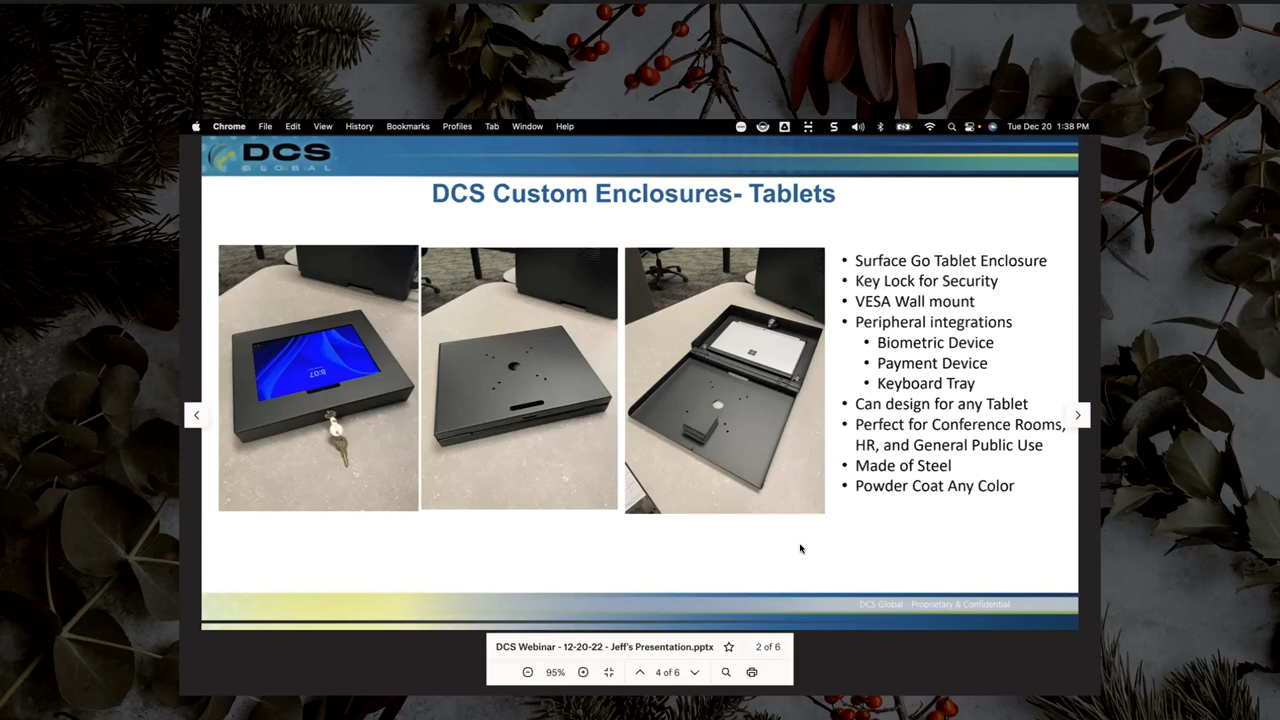 Chrome File Edit View History Bookmarks Profiles Tab Window Help Tue Dec 20 1:38 PM
DCS
GLOBAL
DCS Custom Enclosures- Tablets
8:07
• Surface Go Tablet Enclosure
• Key Lock for Security
• VESA Wall mount
• Peripheral integrations
• Biometric Device
• Payment Device
• Keyboard Tray
• Can design for any Tablet
• Perfect for Conference Rooms,
HR, and General Public Use
• Made of Steel
• Powder Coat Any Color
DCS Global - Proprietary & Confidential
DCS Webinar - 12-20-22 - Jeff's Presentation.pptx 2 of 6
95% 4 of 6